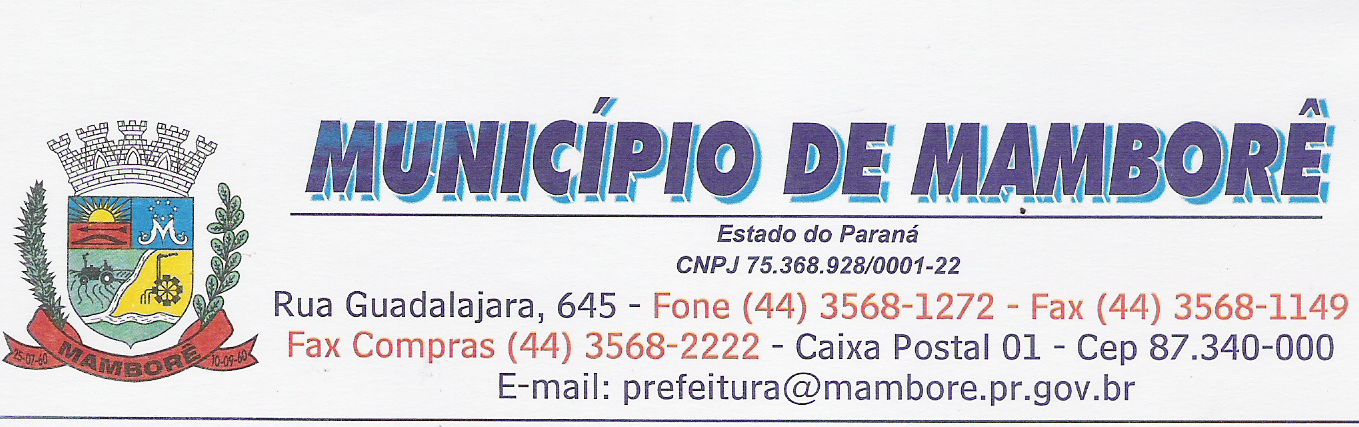 MUNICÍPIO DE MAMBORÊ
Estado do Paraná
CNPJ 75.368.928/0001-22
Rua Guadalajara, 645 - Fone (44) 3568-1272 - Fax (44) 3568-1149
Fax Compras (44) 3568-2222 - Caixa Postal 01 - Cep 87.340-000
E-mail: prefeitura@mambore.pr.gov.br
M
25-07-60 MAMBORÊ 10-09-60